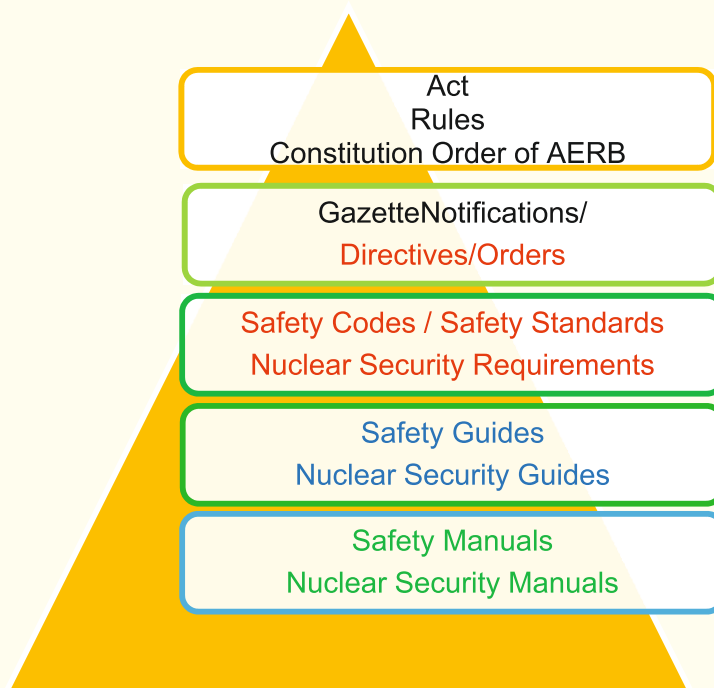 Act
Rules
Constitution Order of AERB
GazetteNotifications/
Directives/Orders
Safety Codes / Safety Standards
Nuclear Security Requirements
Safety Guides
Nuclear Security Guides
Safety Manuals
Nuclear Security Manuals